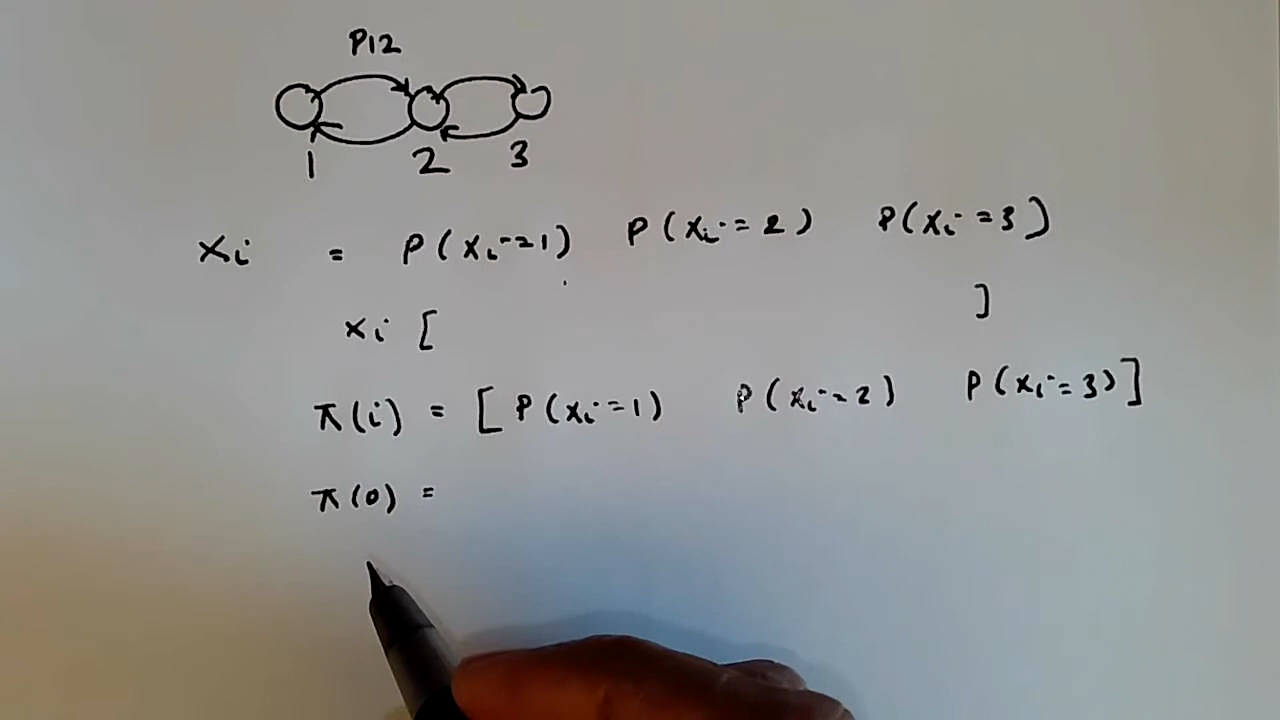 P12
1 2 3
xi = P(xi=1) P(xi=2) P(xi=3)
xi [ ]
π(i) = [P(xi=1) P(xi=2) P(xi=3)]
π(0) =